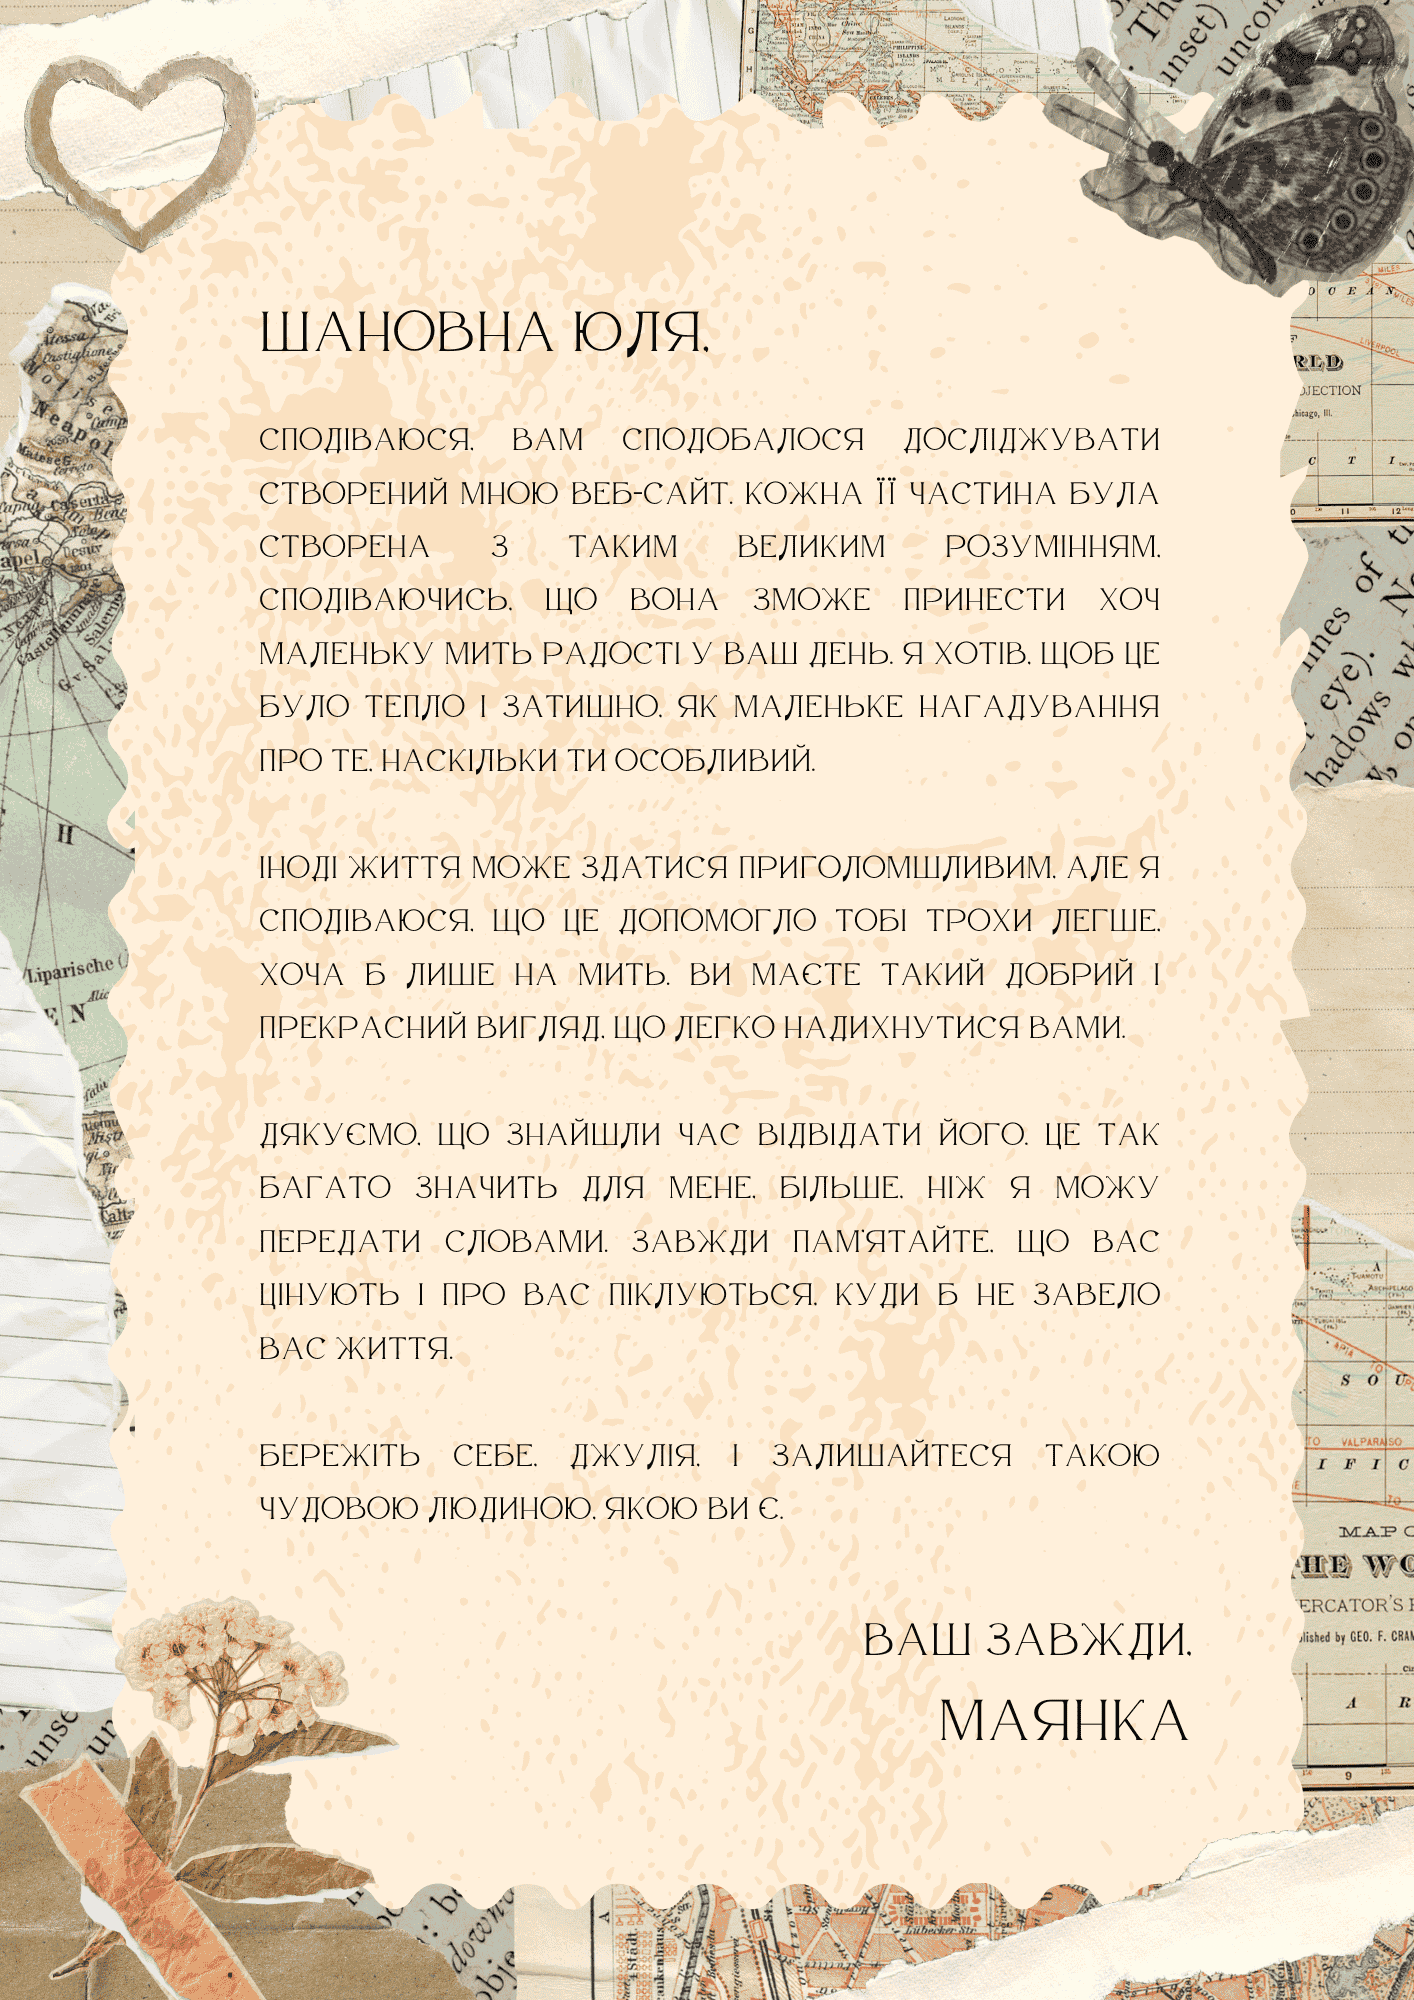 ШАНОВНА ЮЛЯ,
СПОДІВАЮСЯ, ВАМ СПОДОБАЛОСЯ ДОСЛІДЖУВАТИ
СТВОРЕНИЙ МНОЮ ВЕБ-САЙТ. КОЖНА ЇЇ ЧАСТИНА БУЛА
СТВОРЕНА З ТАКИМ ВЕЛИКИМ РОЗУМІННЯМ,
СПОДІВАЮЧИСЬ, ЩО ВОНА ЗМОЖЕ ПРИНЕСТИ ХОЧ
МАЛЕНЬКУ МИТЬ РАДОСТІ У ВАШ ДЕНЬ. Я ХОТІВ, ЩОБ ЦЕ
БУЛО ТЕПЛО І ЗАТИШНО, ЯК МАЛЕНЬКЕ НАГАДУВАННЯ
ПРО ТЕ, НАСКІЛЬКИ ТИ ОСОБЛИВИЙ.
ІНОДІ ЖИТТЯ МОЖЕ ЗДАТИСЯ ПРИГОЛОМШЛИВИМ, АЛЕ Я
СПОДІВАЮСЯ, ЩО ЦЕ ДОПОМОГЛО ТОБІ ТРОХИ ЛЕГШЕ,
ХОЧА Б ЛИШЕ НА МИТЬ. ВИ МАЄТЕ ТАКИЙ ДОБРИЙ І
ПРЕКРАСНИЙ ВИГЛЯД, ЩО ЛЕГКО НАДИХНУТИСЯ ВАМИ.
ДЯКУЄМО, ЩО ЗНАЙШЛИ ЧАС ВІДВІДАТИ ЙОГО. ЦЕ ТАК
БАГАТО ЗНАЧИТЬ ДЛЯ МЕНЕ, БІЛЬШЕ, НІЖ Я МОЖУ
ПЕРЕДАТИ СЛОВАМИ. ЗАВЖДИ ПАМ'ЯТАЙТЕ, ЩО ВАС
ЦІНУЮТЬ І ПРО ВАС ПІКЛУЮТЬСЯ, КУДИ Б НЕ ЗАВЕЛО
ВАС ЖИТТЯ.
БЕРЕЖІТЬ СЕБЕ, ДЖУЛІЯ, І ЗАЛИШАЙТЕСЯ ТАКОЮ
ЧУДОВОЮ ЛЮДИНОЮ, ЯКОЮ ВИ Є.
ВАШ ЗАВЖДИ,
МАЯНКА